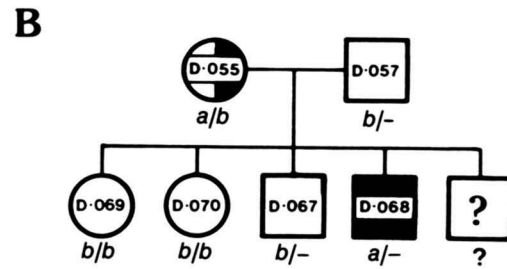 B
D·055
D·057
a/b
b/–
D·069
D·070
D·067
D·068
?
b/b
b/b
b/–
a/–
?